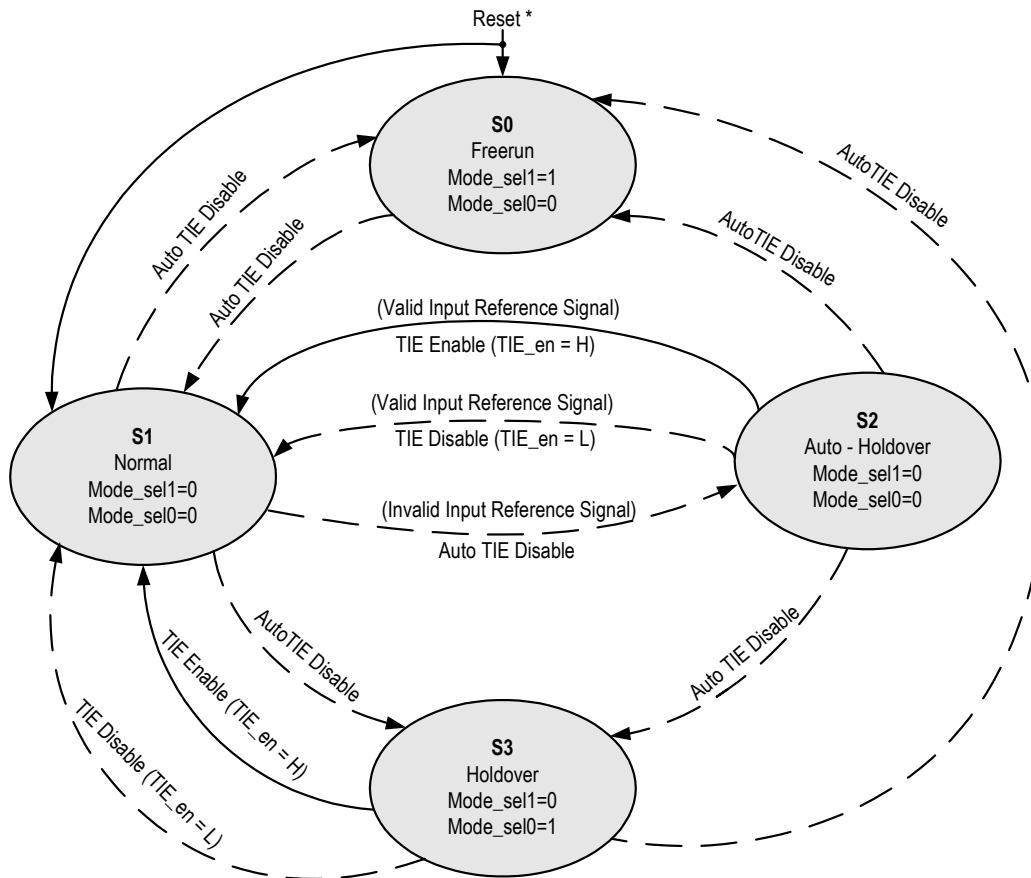 Reset *
S0
Freerun
Mode_sel1=1
Mode_sel0=0
Auto TIE Disable
Auto TIE Disable
AutoTIE Disable
AutoTIE Disable
(Valid Input Reference Signal)
TIE Enable (TIE_en = H)
(Valid Input Reference Signal)
TIE Disable (TIE_en = L)
(Invalid Input Reference Signal)
Auto TIE Disable
S1
Normal
Mode_sel1=0
Mode_sel0=0
S2
Auto - Holdover
Mode_sel1=0
Mode_sel0=0
AutoTIE Disable
TIE Enable (TIE_en = H)
TIE Disable (TIE_en = L)
Auto TIE Disable
S3
Holdover
Mode_sel1=0
Mode_sel0=1